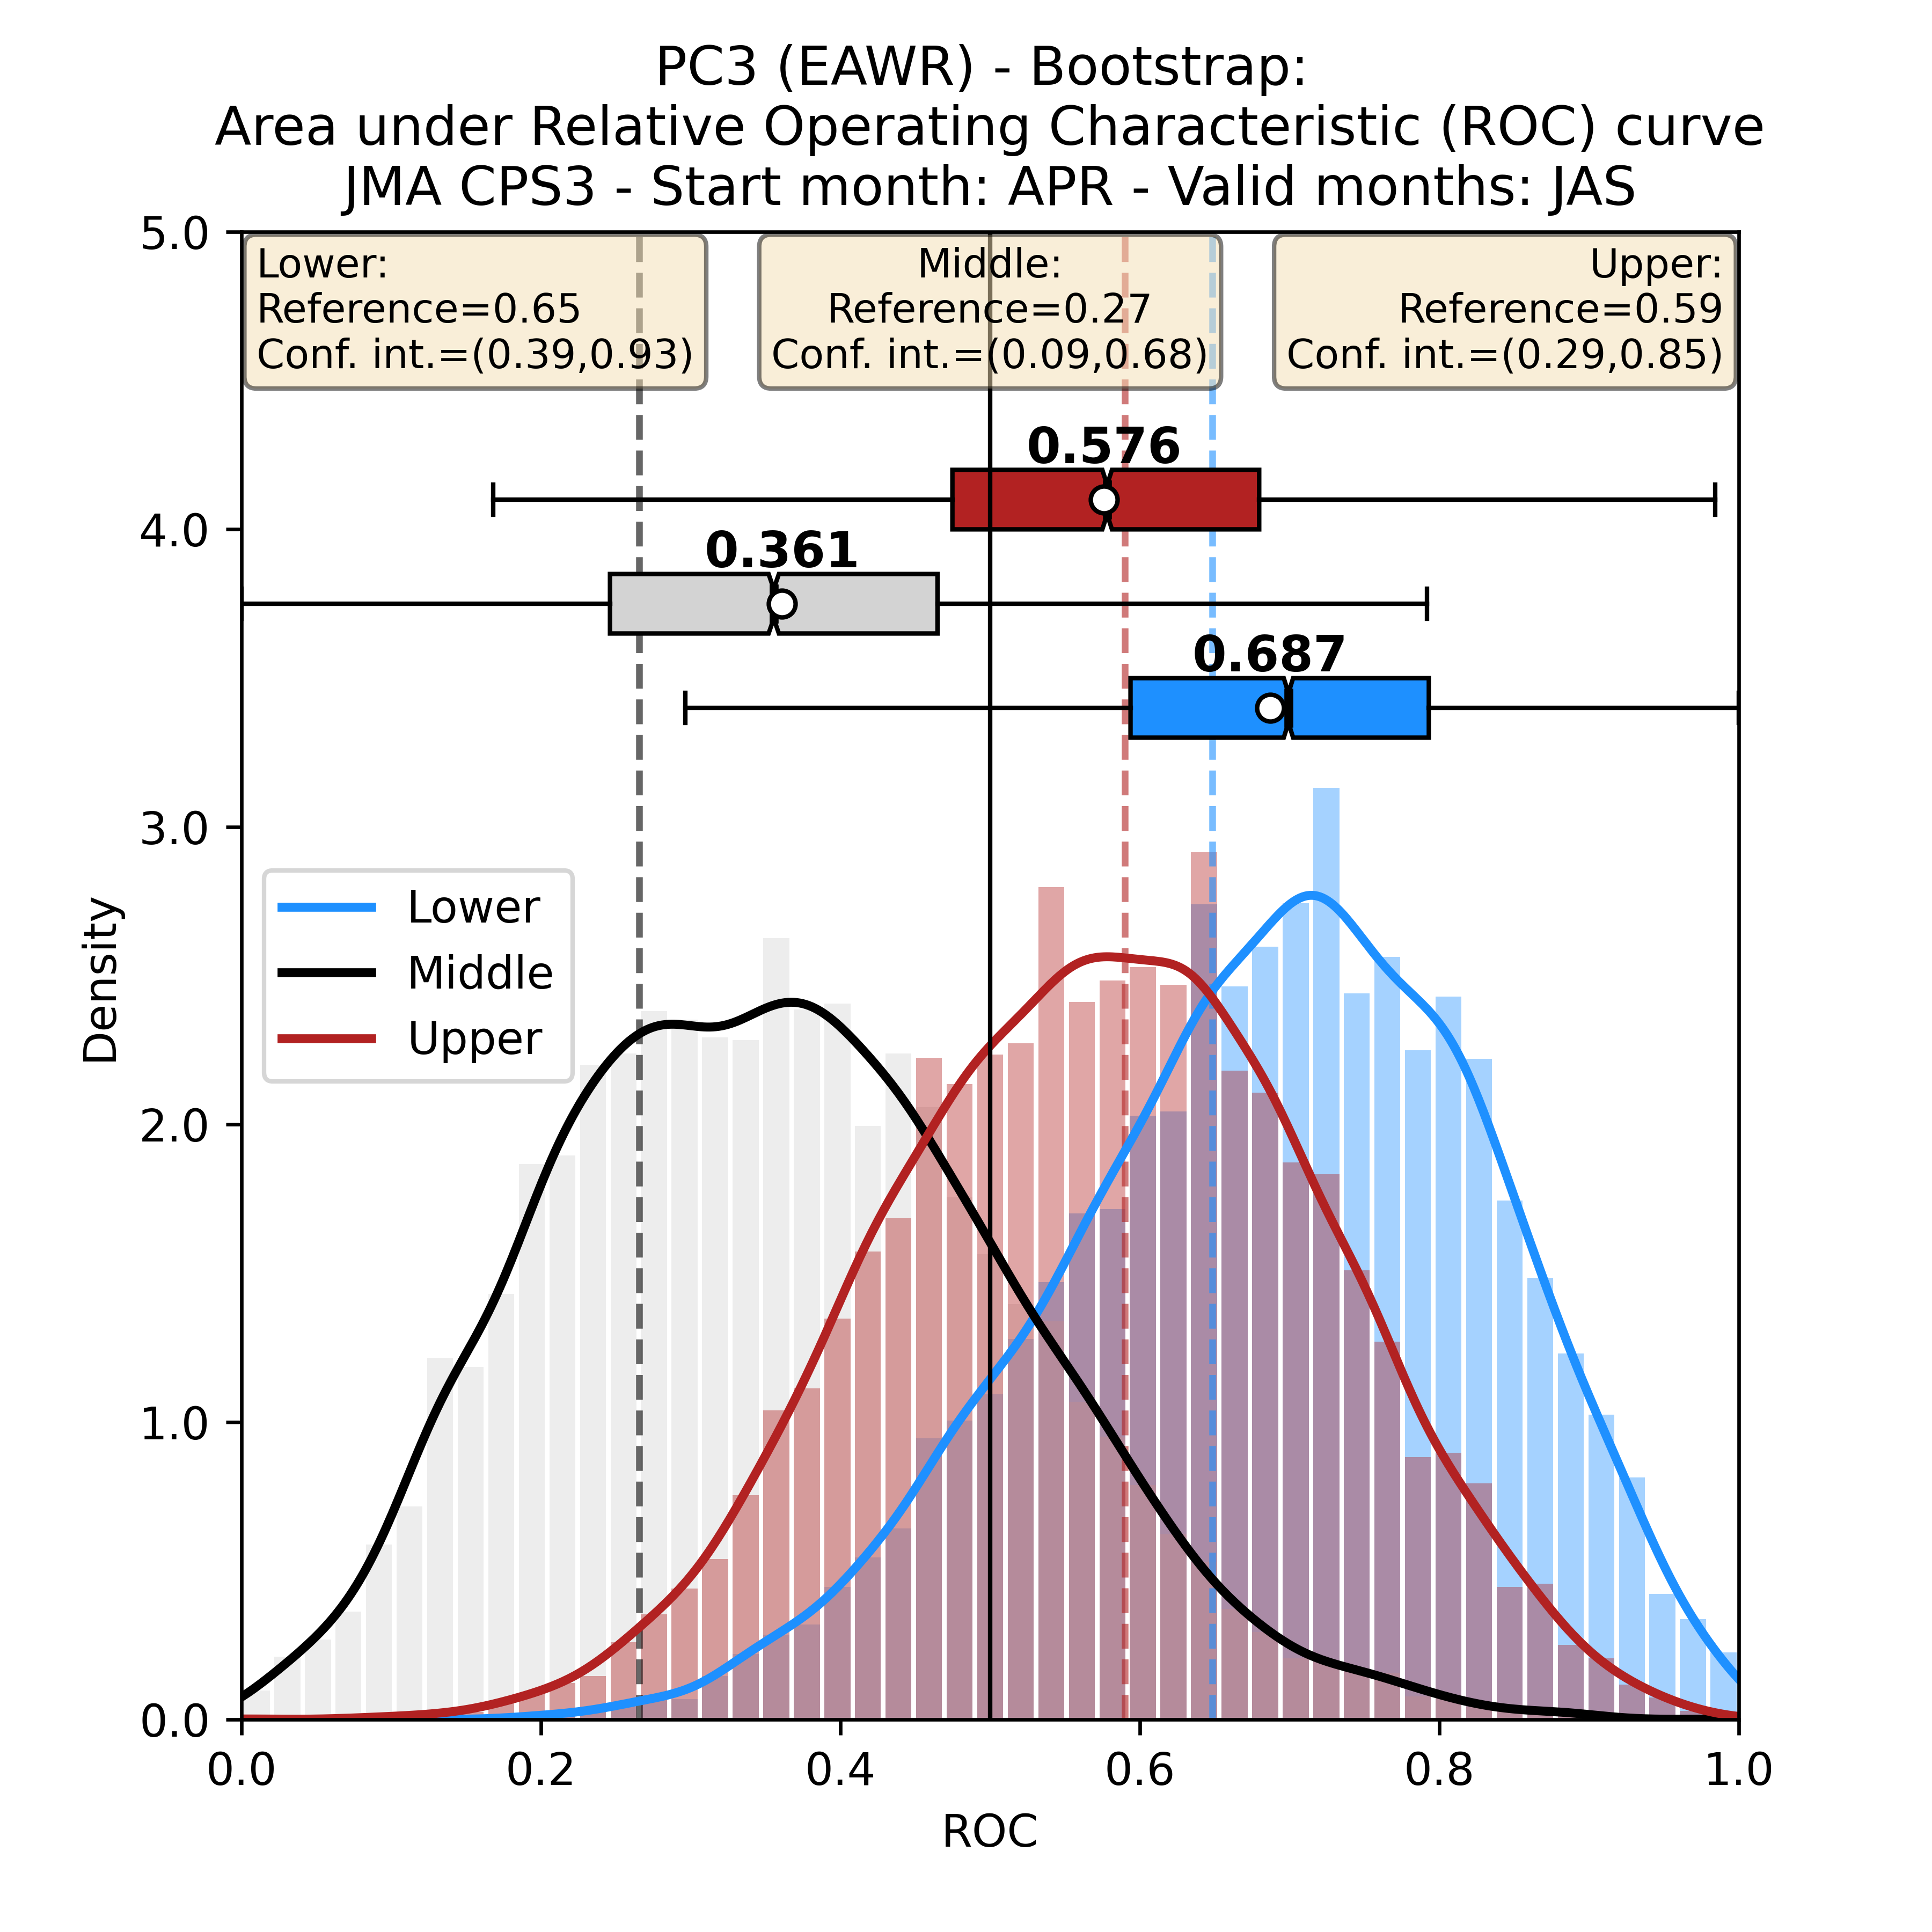 PC3 (EAWR) - Bootstrap:
Area under Relative Operating Characteristic (ROC) curve
JMA CPS3 - Start month: APR - Valid months: JAS
Lower:
Reference=0.65
Conf. int.=(0.39,0.93)
Middle:
Reference=0.27
Conf. int.=(0.09,0.68)
Upper:
Reference=0.59
Conf. int.=(0.29,0.85)
0.576
0.361
0.687
Lower
Middle
Upper
Density
5.0
4.0
3.0
2.0
1.0
0.0
0.0
0.2
0.4
0.6
0.8
1.0
ROC